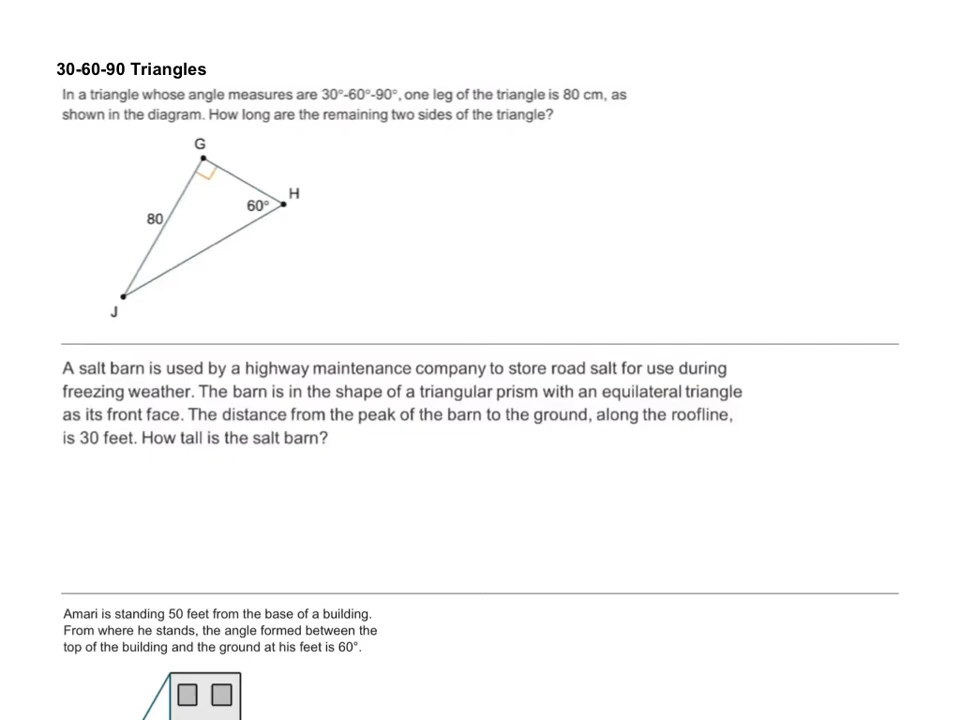 30-60-90 Triangles
In a triangle whose angle measures are 30°-60°-90°, one leg of the triangle is 80 cm, as
shown in the diagram. How long are the remaining two sides of the triangle?
G
H
60°
80
J
A salt barn is used by a highway maintenance company to store road salt for use during
freezing weather. The barn is in the shape of a triangular prism with an equilateral triangle
as its front face. The distance from the peak of the barn to the ground, along the roofline,
is 30 feet. How tall is the salt barn?
Amari is standing 50 feet from the base of a building.
From where he stands, the angle formed between the
top of the building and the ground at his feet is 60°.